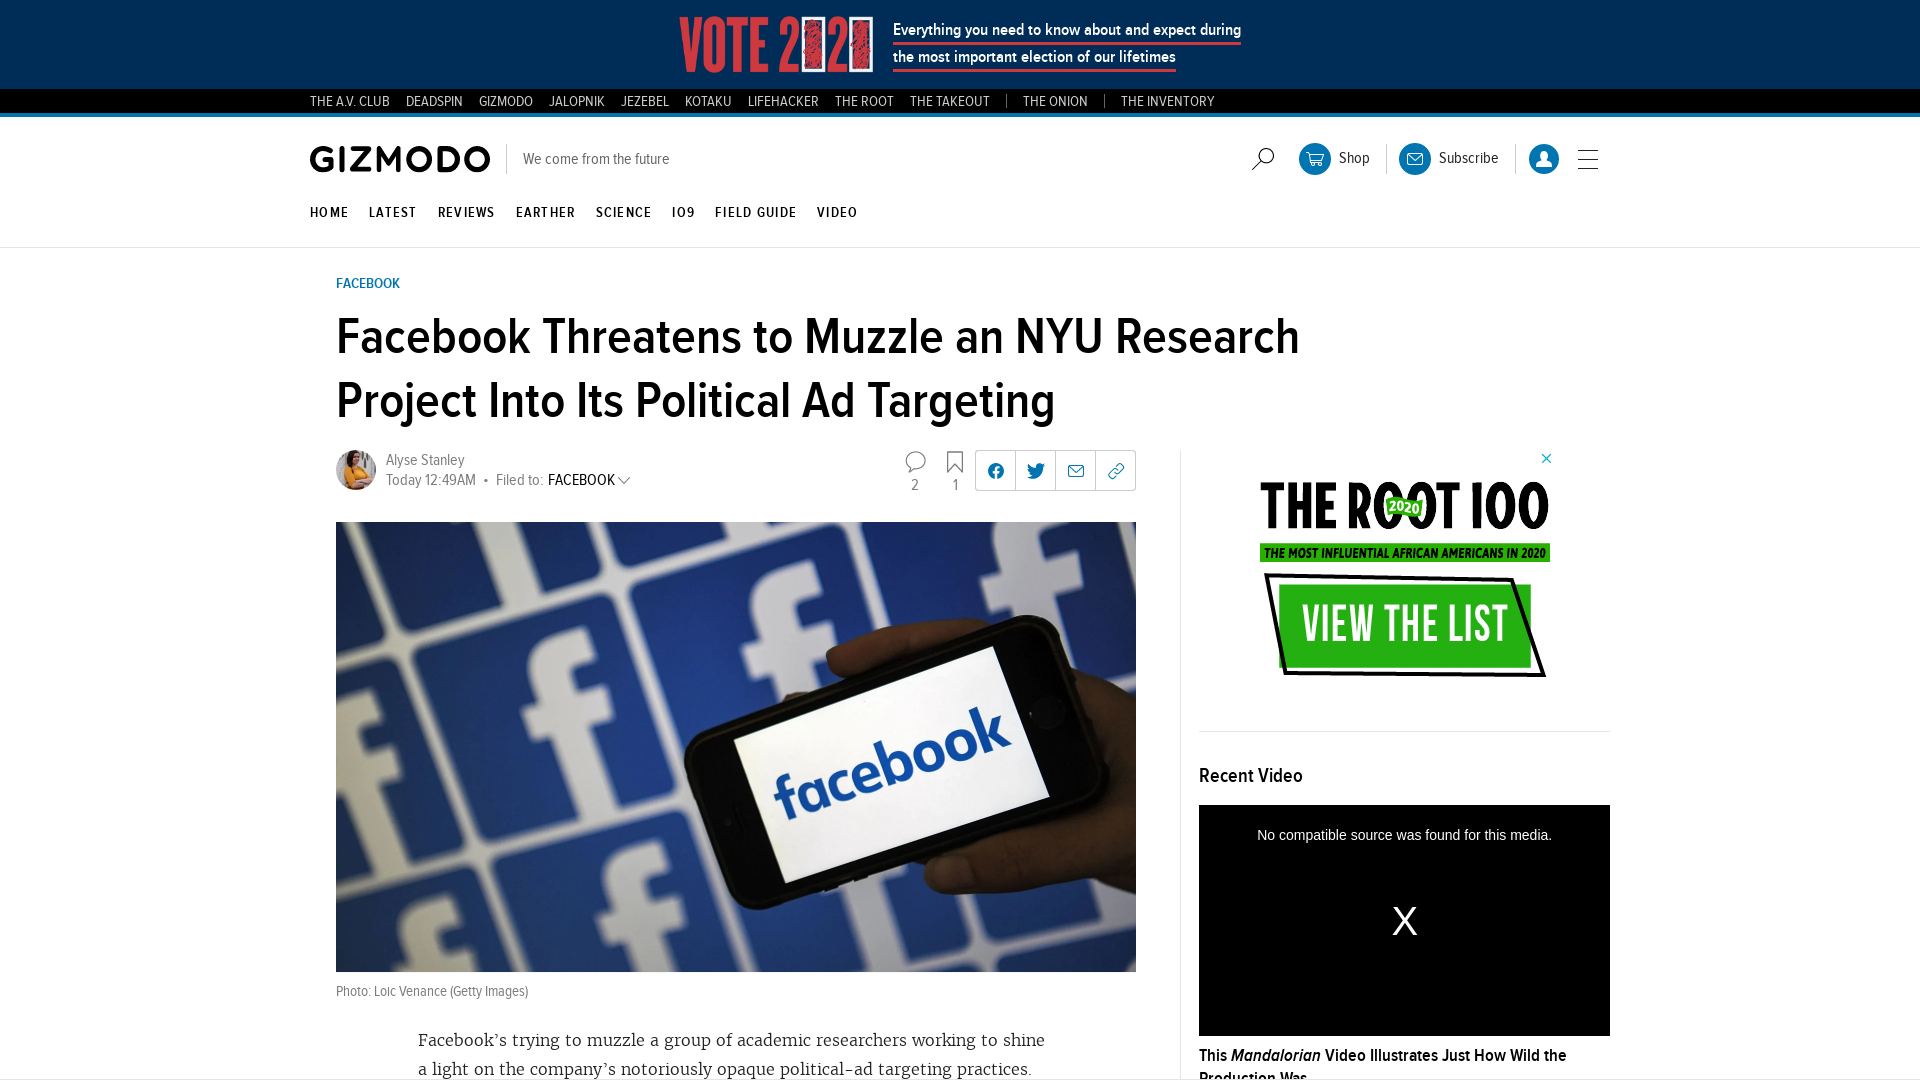 VOTE 2020
Everything you need to know about and expect during
the most important election of our lifetimes
THE A.V. CLUB DEADSPIN GIZMODO JALOPNIK JEZEBEL KOTAKU LIFEHACKER THE ROOT THE TAKEOUT THE ONION THE INVENTORY
GIZMODO We come from the future Shop Subscribe
HOME LATEST REVIEWS EARTHER SCIENCE IO9 FIELD GUIDE VIDEO
FACEBOOK
Facebook Threatens to Muzzle an NYU Research
Project Into Its Political Ad Targeting
Alyse Stanley
Today 12:49AM • Filed to: FACEBOOK
2 1
facebook
Photo: Loic Venance (Getty Images)
Facebook’s trying to muzzle a group of academic researchers working to shine
a light on the company’s notoriously opaque political-ad targeting practices.
THE ROOT 100
2020
THE MOST INFLUENTIAL AFRICAN AMERICANS IN 2020
VIEW THE LIST
Recent Video
No compatible source was found for this media.
X
This Mandalorian Video Illustrates Just How Wild the
Production Was